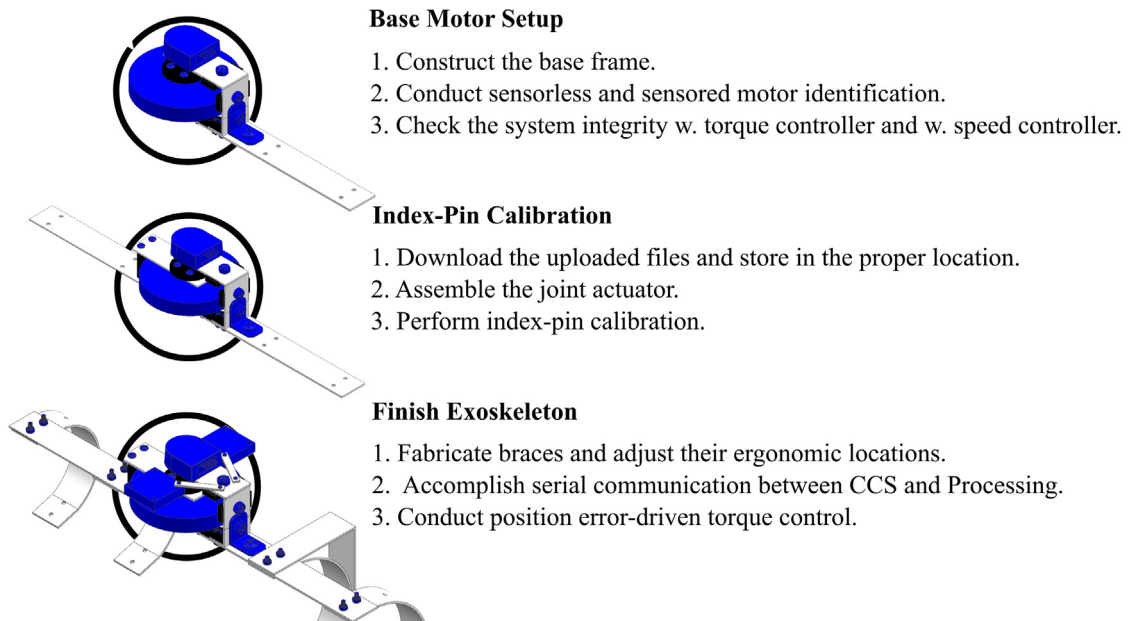 Base Motor Setup
1. Construct the base frame.
2. Conduct sensorless and sensored motor identification.
3. Check the system integrity w. torque controller and w. speed controller.
Index-Pin Calibration
1. Download the uploaded files and store in the proper location.
2. Assemble the joint actuator.
3. Perform index-pin calibration.
Finish Exoskeleton
1. Fabricate braces and adjust their ergonomic locations.
2. Accomplish serial communication between CCS and Processing.
3. Conduct position error-driven torque control.